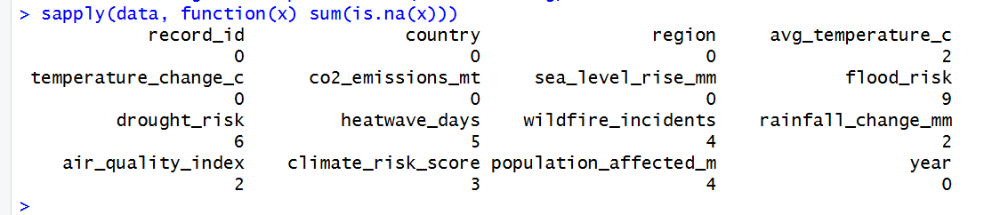 > sapply(data, function(x) sum(is.na(x)))
record_id country region avg_temperature_c
0 0 0 2
temperature_change_c co2_emissions_mt sea_level_rise_mm flood_risk
0 0 0 9
drought_risk heatwave_days wildfire_incidents rainfall_change_mm
6 5 4 2
air_quality_index climate_risk_score population_affected_m year
2 3 4 0
>